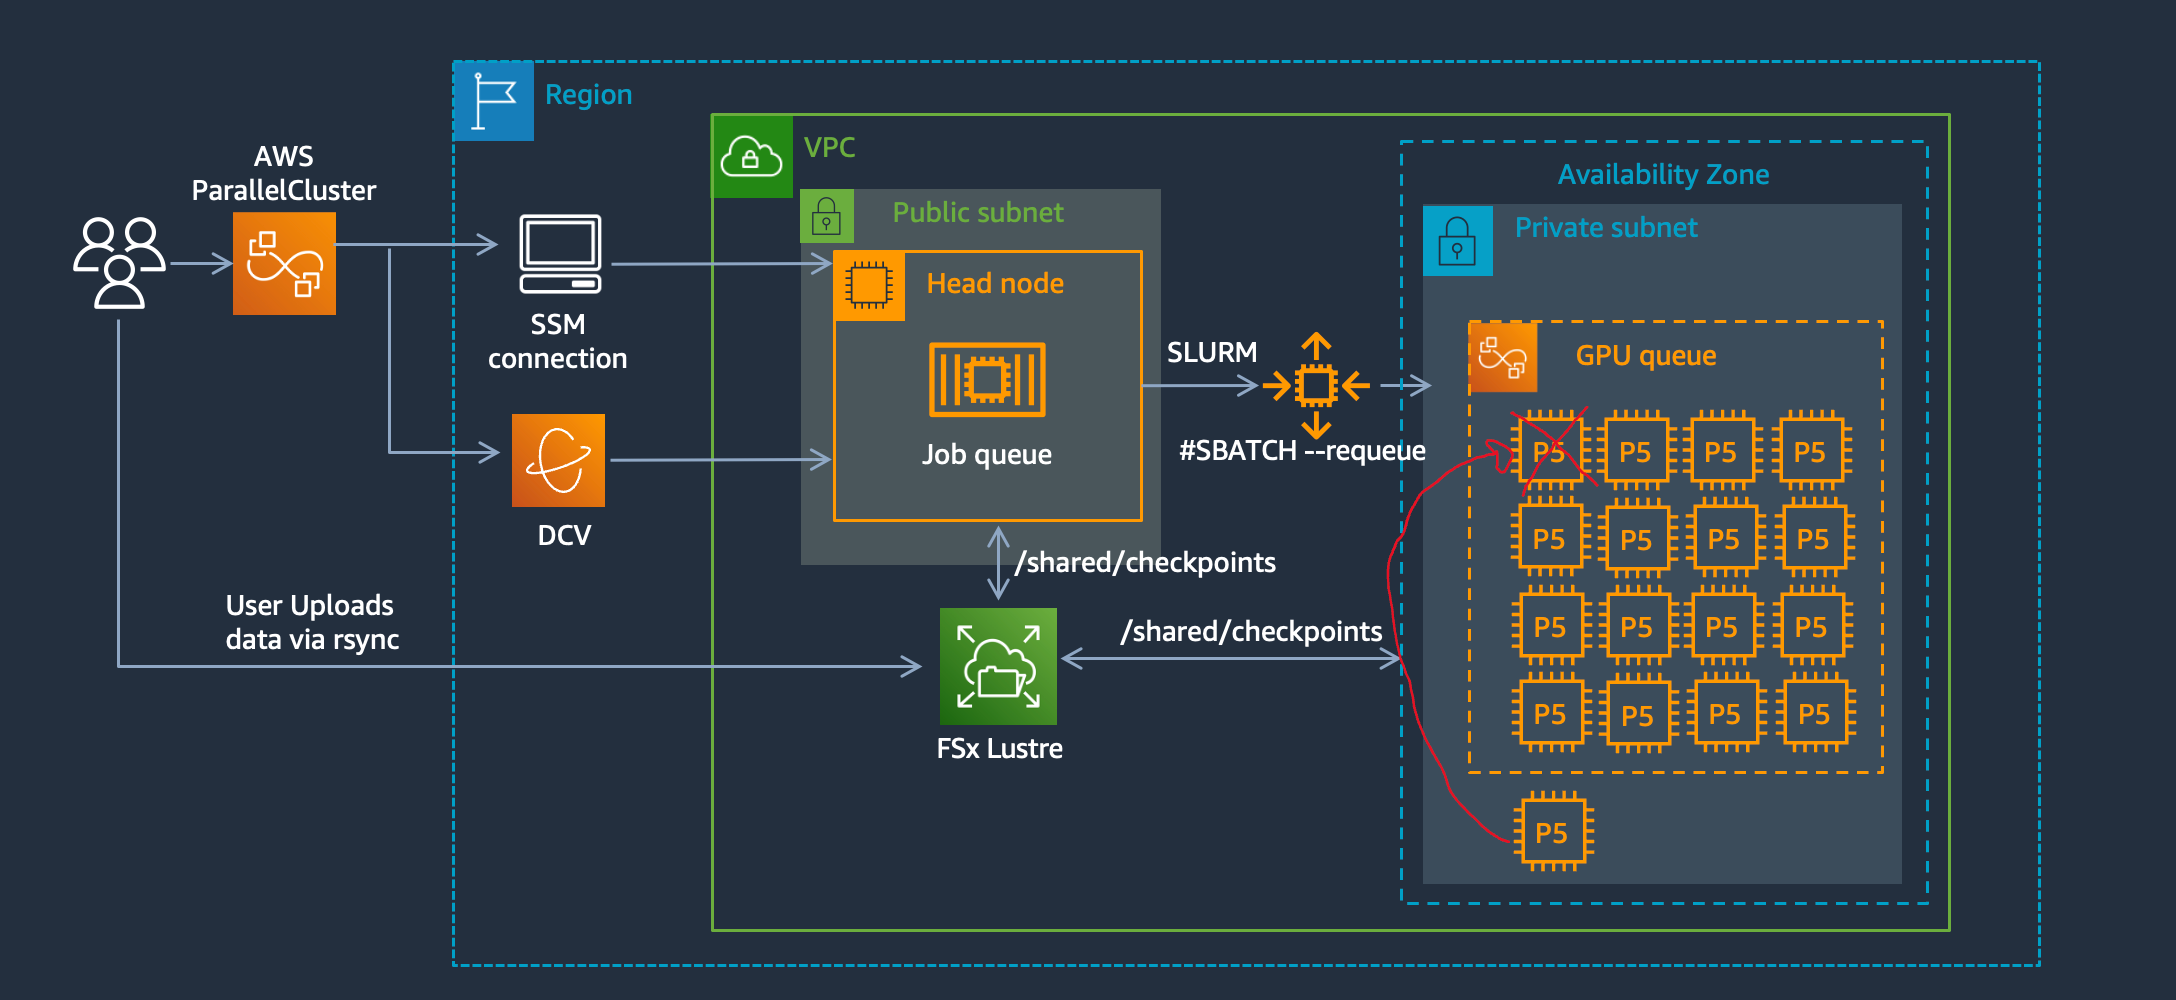 Region
VPC
AWS
ParallelCluster
Availability Zone
Public subnet
Private subnet
Head node
SSM
connection
SLURM
GPU queue
Job queue
#SBATCH --requeue
DCV
P5 P5 P5 P5
P5 P5 P5 P5
P5 P5 P5 P5
P5 P5 P5 P5
P5
/shared/checkpoints
User Uploads
data via rsync
/shared/checkpoints
FSx Lustre